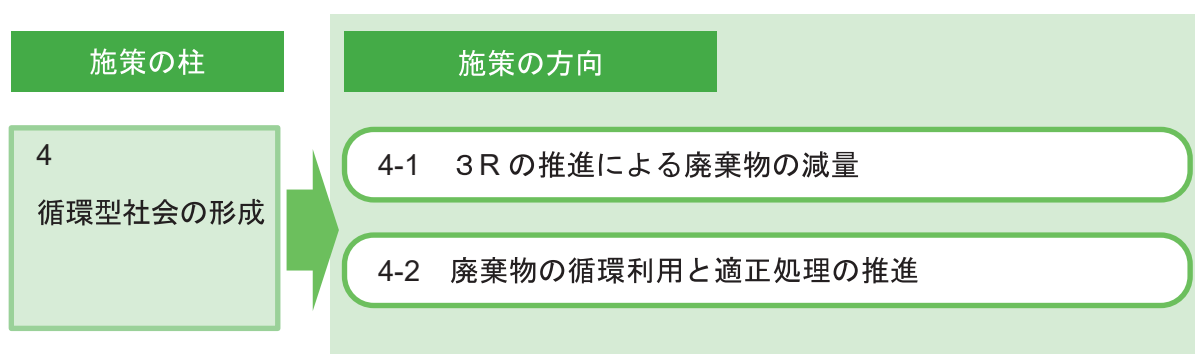 施策の柱
施策の方向
4
循環型社会の形成
4-1　３Ｒの推進による廃棄物の減量
4-2　廃棄物の循環利用と適正処理の推進